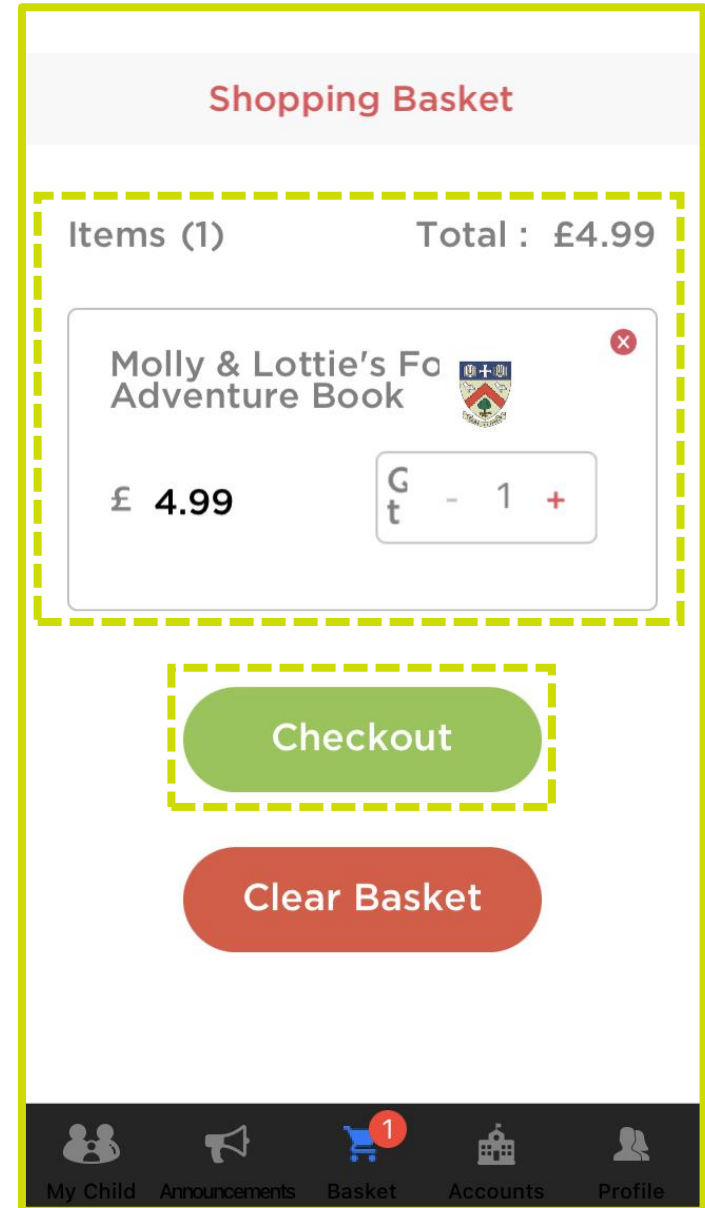 Shopping Basket
Items (1) Total : £4.99
Molly & Lottie's Fo
Adventure Book
£ 4.99
G
t - 1 +
Checkout
Clear Basket
1
My Child Announcements Basket Accounts Profile